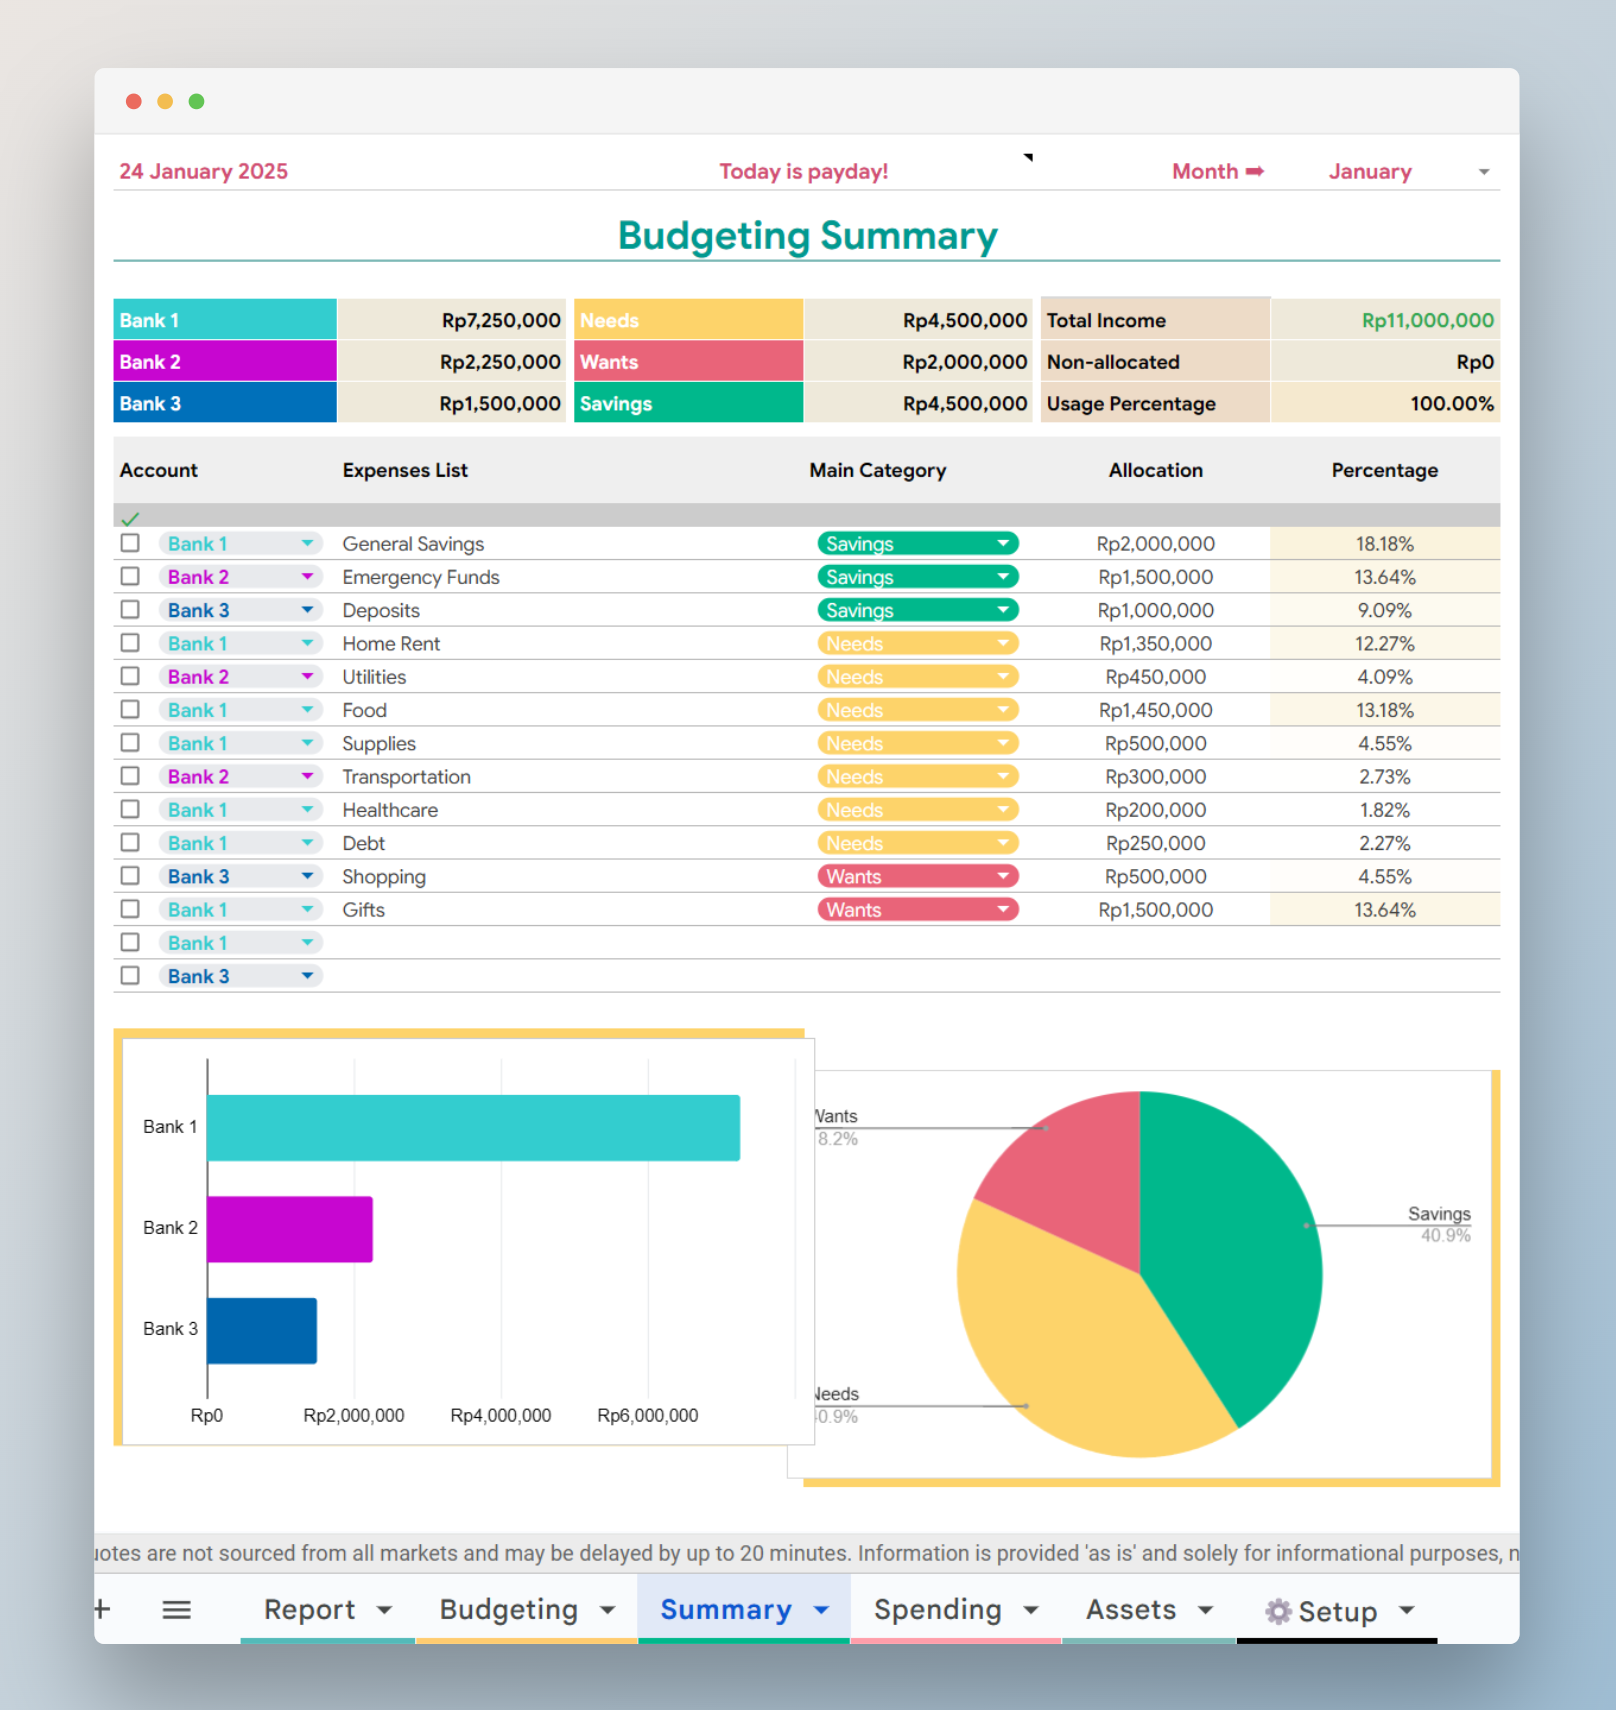 24 January 2025 Today is payday! Month ➡ January
Budgeting Summary
Bank 1 Rp7,250,000 Needs Rp4,500,000 Total Income Rp11,000,000
Bank 2 Rp2,250,000 Wants Rp2,000,000 Non-allocated Rp0
Bank 3 Rp1,500,000 Savings Rp4,500,000 Usage Percentage 100.00%
Account Expenses List Main Category Allocation Percentage
Bank 1 General Savings Savings Rp2,000,000 18.18%
Bank 2 Emergency Funds Savings Rp1,500,000 13.64%
Bank 3 Deposits Savings Rp1,000,000 9.09%
Bank 1 Home Rent Needs Rp1,350,000 12.27%
Bank 2 Utilities Needs Rp450,000 4.09%
Bank 1 Food Needs Rp1,450,000 13.18%
Bank 1 Supplies Needs Rp500,000 4.55%
Bank 2 Transportation Needs Rp300,000 2.73%
Bank 1 Healthcare Needs Rp200,000 1.82%
Bank 1 Debt Needs Rp250,000 2.27%
Bank 3 Shopping Wants Rp500,000 4.55%
Bank 1 Gifts Wants Rp1,500,000 13.64%
Bank 1
Bank 3
Bank 1
Bank 2
Bank 3
Rp0 Rp2,000,000 Rp4,000,000 Rp6,000,000
Wants
8.2%
Savings
40.9%
Needs
0.9%
uotes are not sourced from all markets and may be delayed by up to 20 minutes. Information is provided 'as is' and solely for informational purposes, n
+ Report Budgeting Summary Spending Assets Setup